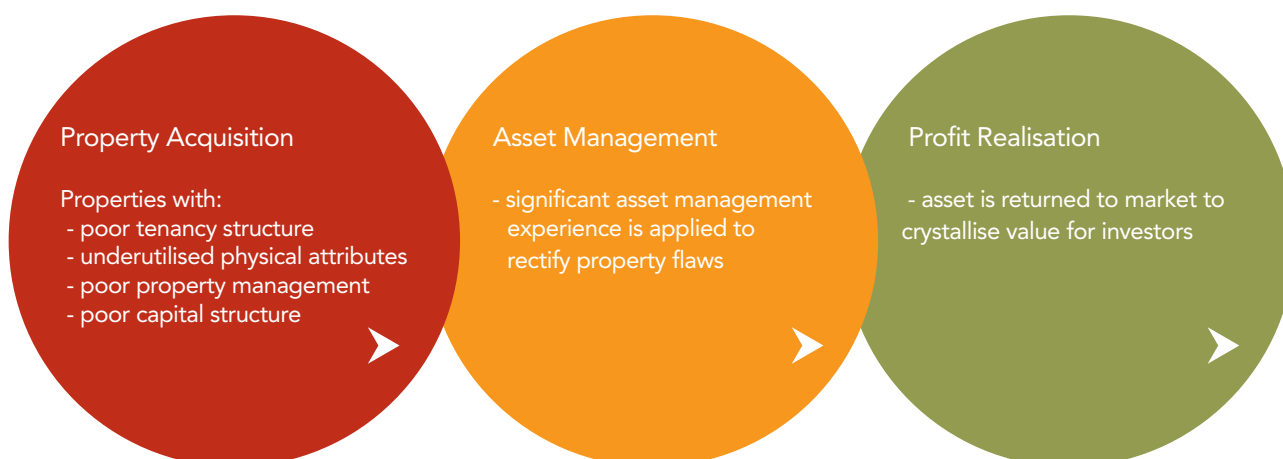 Property Acquisition
Properties with:
- poor tenancy structure
- underutilised physical attributes
- poor property management
- poor capital structure
Asset Management
- significant asset management
experience is applied to
rectify property flaws
Profit Realisation
- asset is returned to market to
crystallise value for investors